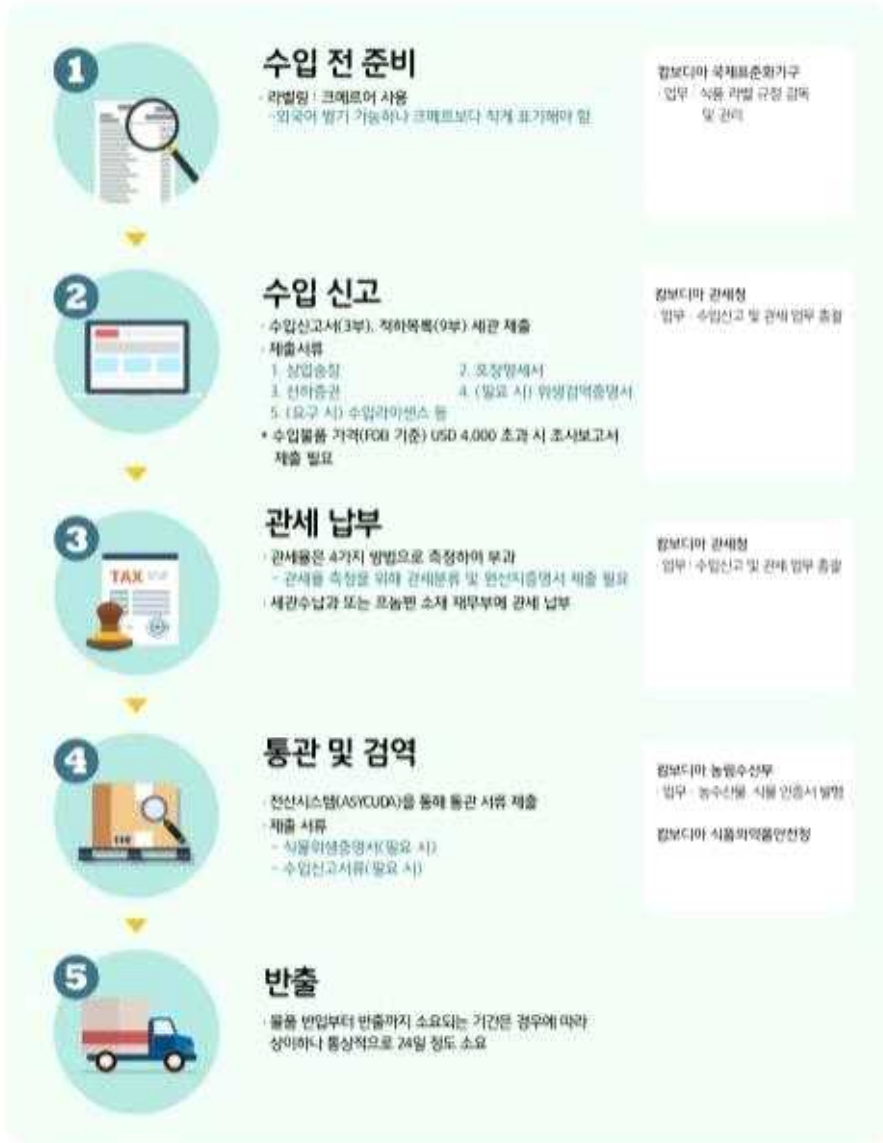 1
수입 전 준비
· 라벨링 : 크메르어 사용
- 외국어 병기 가능하나 크메르보다 작게 표기해야 함
캄보디아 국제표준화기구
· 업무 : 식품 라벨 규정 감독
및 관리
2
수입 신고
· 수입신고서(3부), 적하목록(9부) 세관 제출
· 제출서류
1. 상업송장 2. 포장명세서
3. 선하증권 4. (필요 시) 위생검역증명서
5. (요구 시) 수입라이센스 등
* 수입물품 가격(FOB 기준) USD 4,000 초과 시 조사보고서
제출 필요
캄보디아 관세청
· 업무 : 수입신고 및 관세 업무 총괄
3
TAX
관세 납부
· 관세율은 4가지 방법으로 측정하여 부과
- 관세율 측정을 위해 관세분류 및 원산지증명서 제출 필요
· 세관수납과 또는 프놈펜 소재 재무부에 관세 납부
캄보디아 관세청
· 업무 : 수입신고 및 관세 업무 총괄
4
통관 및 검역
· 전산시스템(ASYCUDA)을 통해 통관 서류 제출
· 제출 서류
- 식물위생증명서(필요 시)
- 수입신고서류(필요 시)
캄보디아 농림수산부
· 업무 : 농수산물, 식물 인증서 발행
캄보디아 식품의약품안전청
5
반출
· 물품 반입부터 반출까지 소요되는 기간은 경우에 따라
상이하나 통상적으로 24일 정도 소요